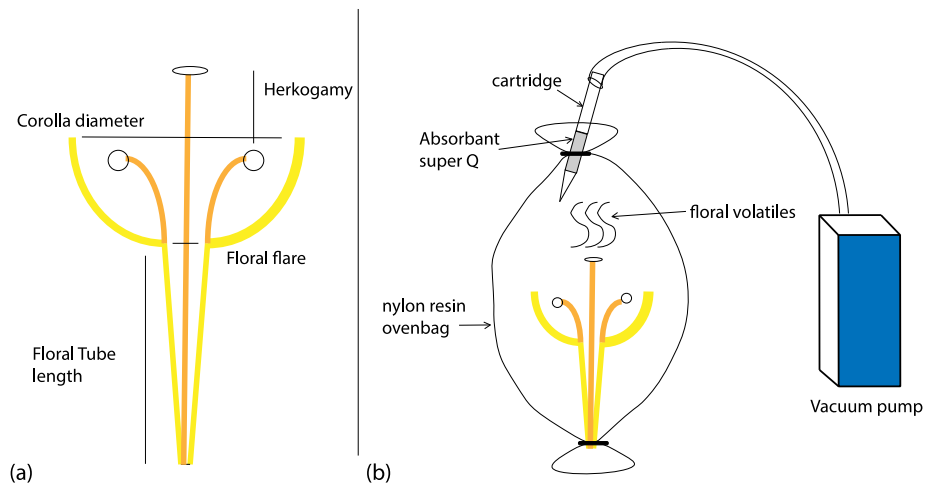 Herkogamy
Corolla diameter
Floral flare
Floral Tube
length
(a)
cartridge
Absorbant
super Q
floral volatiles
nylon resin
ovenbag
Vacuum pump
(b)